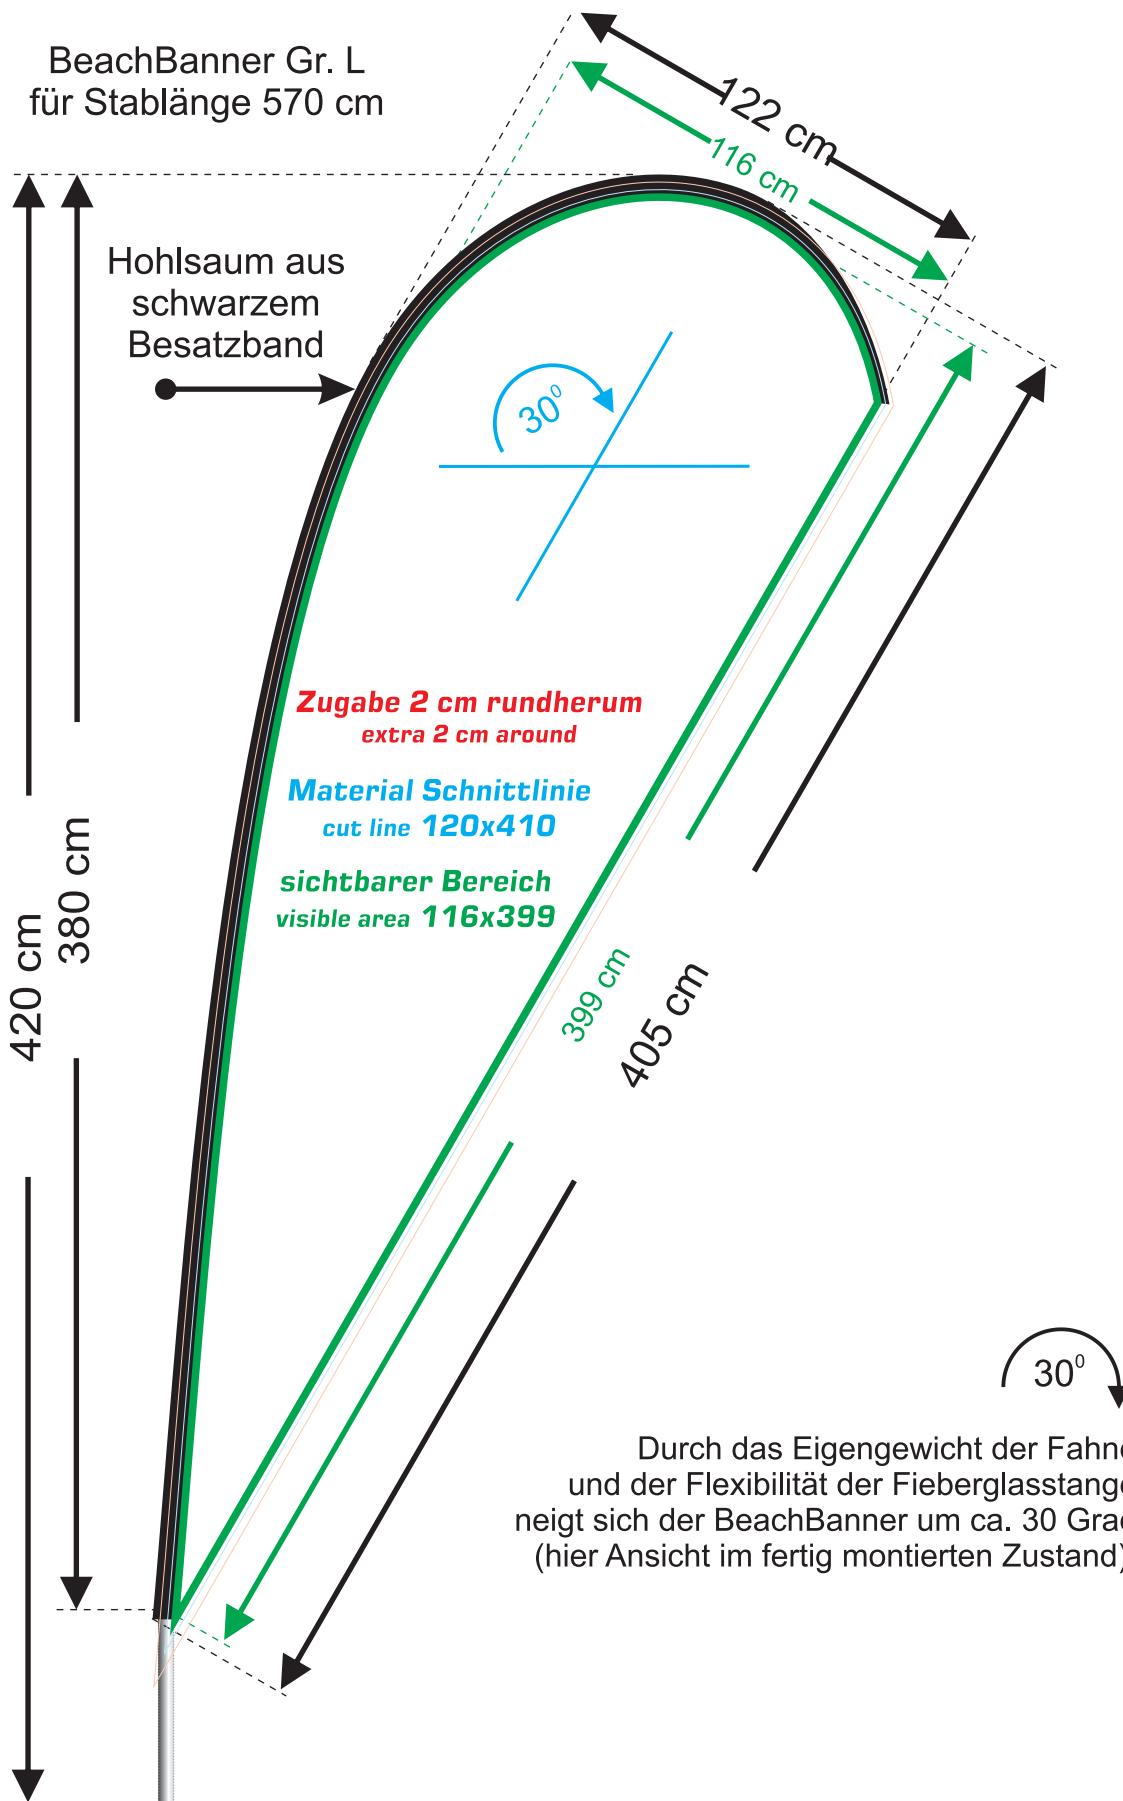 BeachBanner Gr. L
für Stablänge 570 cm
122 cm
116 cm
Hohlsaum aus
schwarzem
Besatzband
30⁰
Zugabe 2 cm rundherum
extra 2 cm around
Material Schnittlinie
cut line 120x410
sichtbarer Bereich
visible area 116x399
420 cm
380 cm
399 cm
405 cm
30⁰
Durch das Eigengewicht der Fahne
und der Flexibilität der Fieberglasstange
neigt sich der BeachBanner um ca. 30 Grad
(hier Ansicht im fertig montierten Zustand)